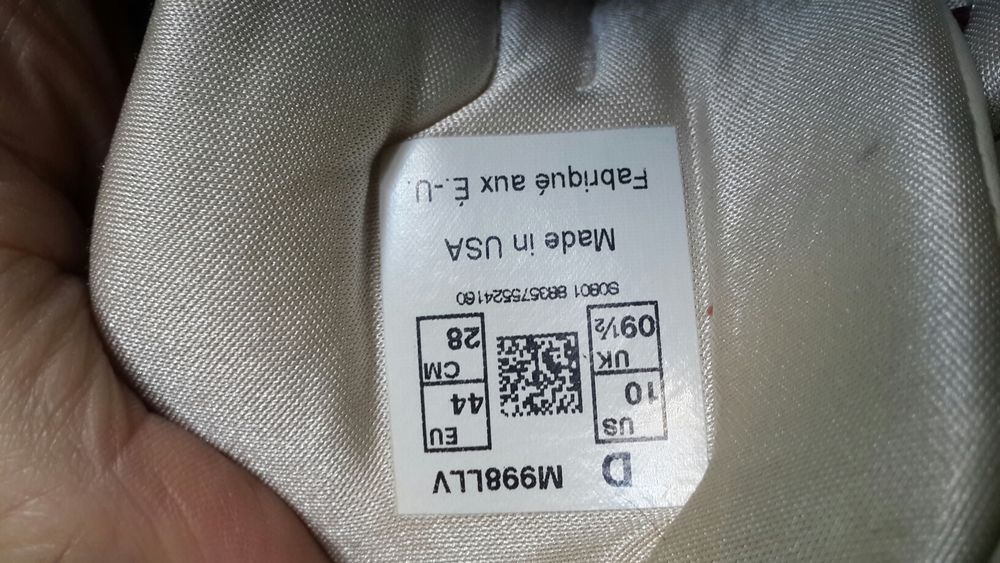 D M998LLV
US 10
EU 44
UK 09½
CM 28
S0801 883575524160
Made in USA
Fabriqué aux É.-U.